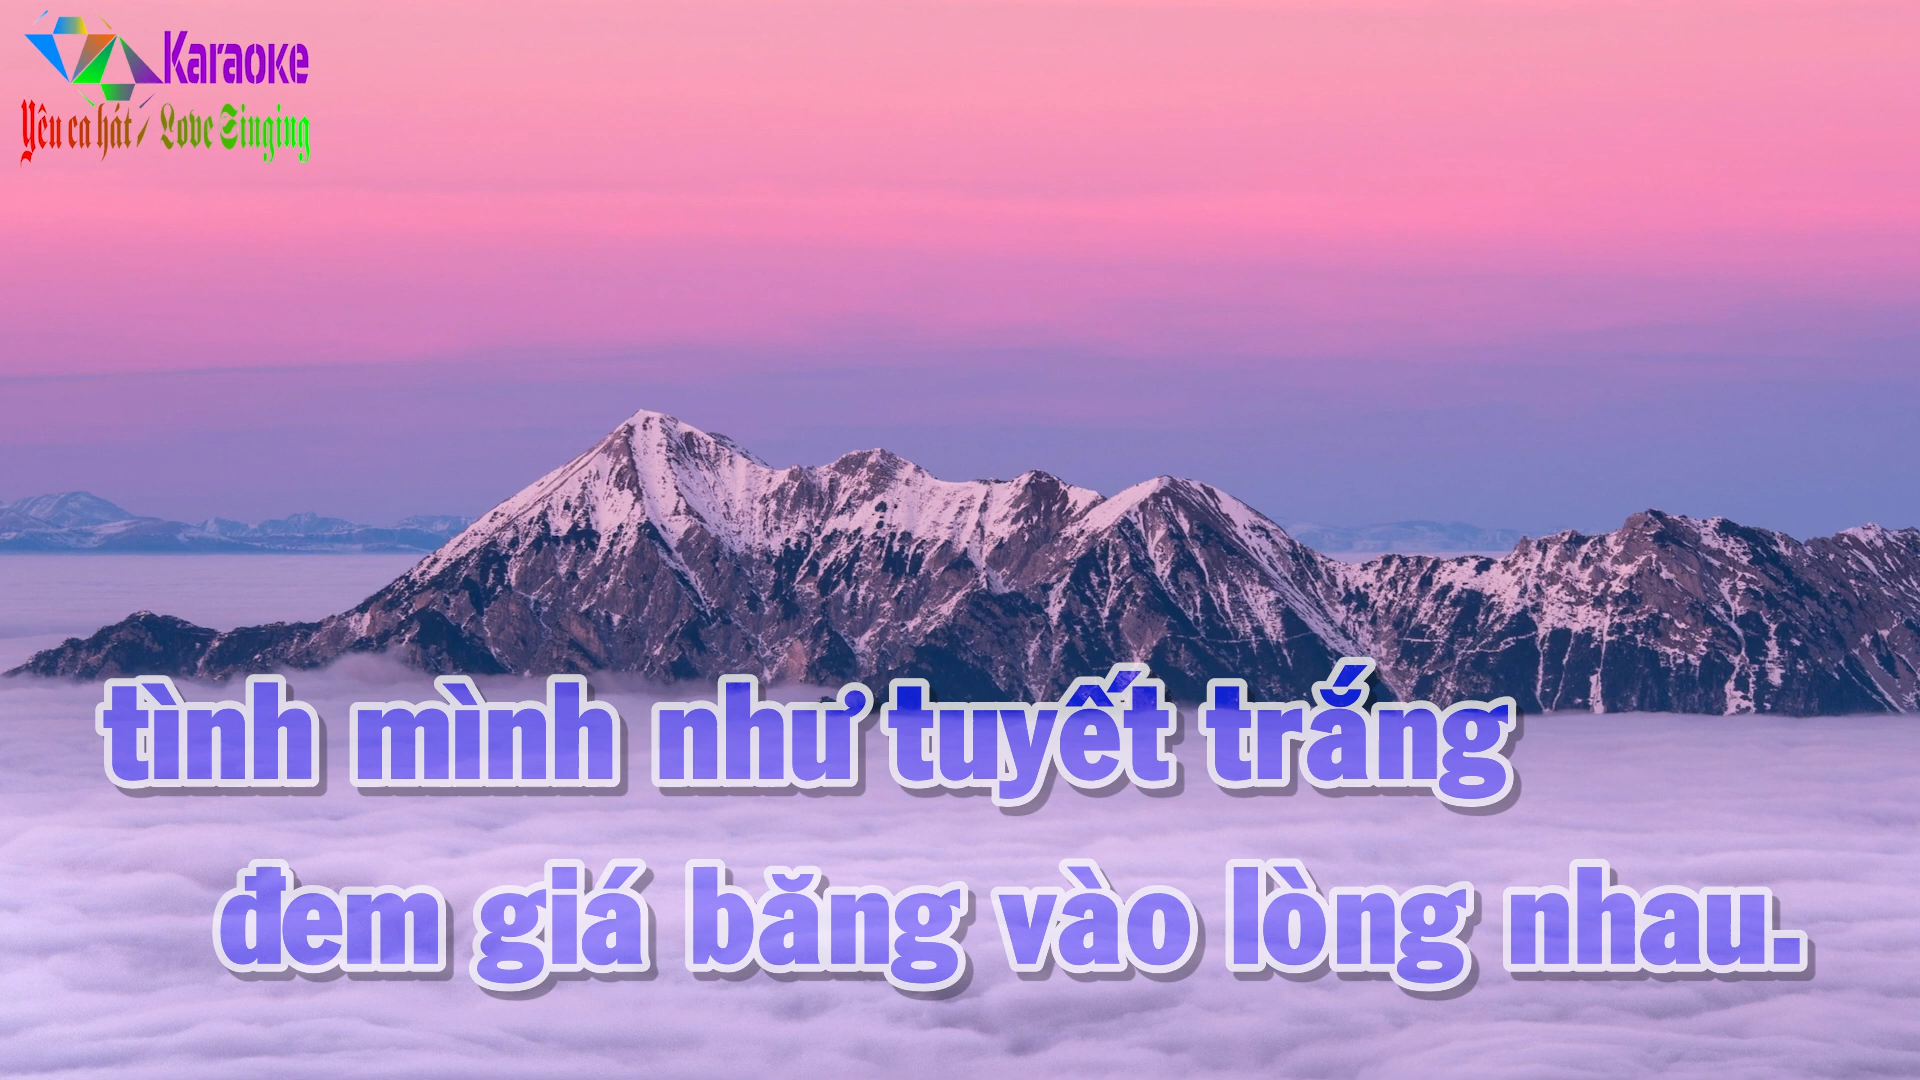 Karaoke
Yêu ca hát / Love Singing
tình mình như tuyết trắng
đem giá băng vào lòng nhau.